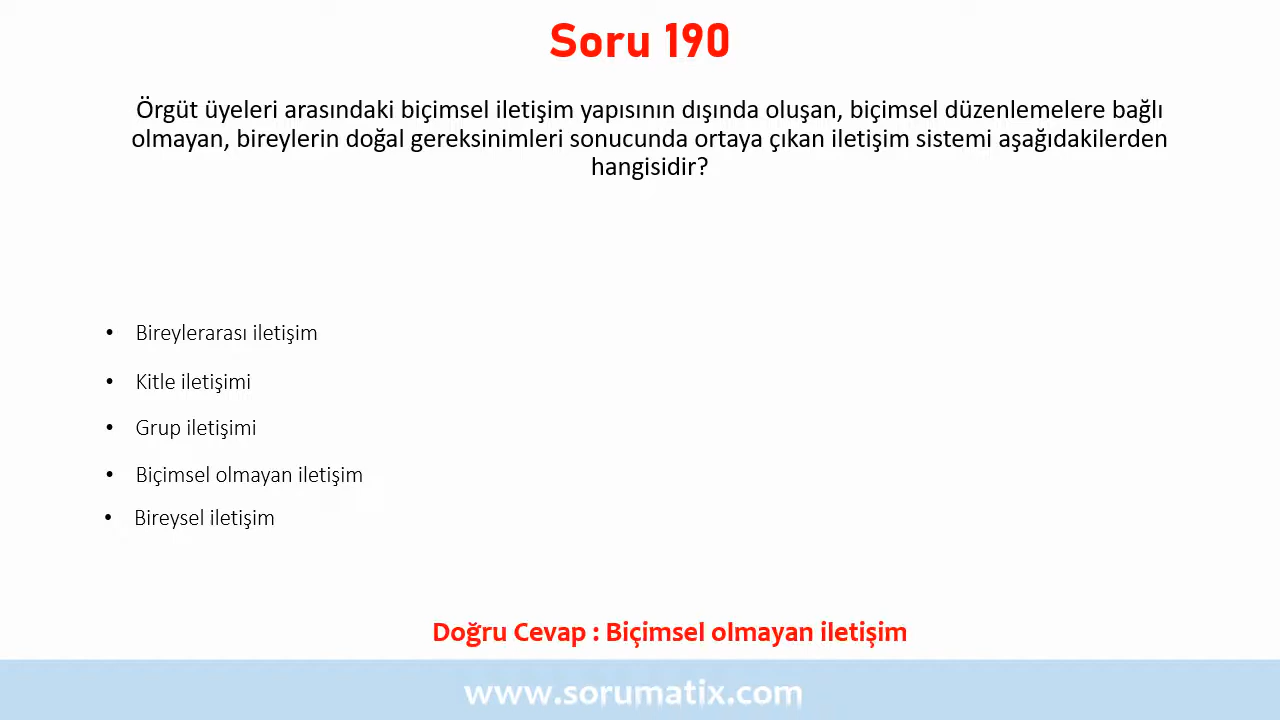 Soru 190
Örgüt üyeleri arasındaki biçimsel iletişim yapısının dışında oluşan, biçimsel düzenlemelere bağlı
olmayan, bireylerin doğal gereksinimleri sonucunda ortaya çıkan iletişim sistemi aşağıdakilerden
hangisidir?
• Bireylerarası iletişim
• Kitle iletişimi
• Grup iletişimi
• Biçimsel olmayan iletişim
• Bireysel iletişim
Doğru Cevap : Biçimsel olmayan iletişim
www.sorumatix.com